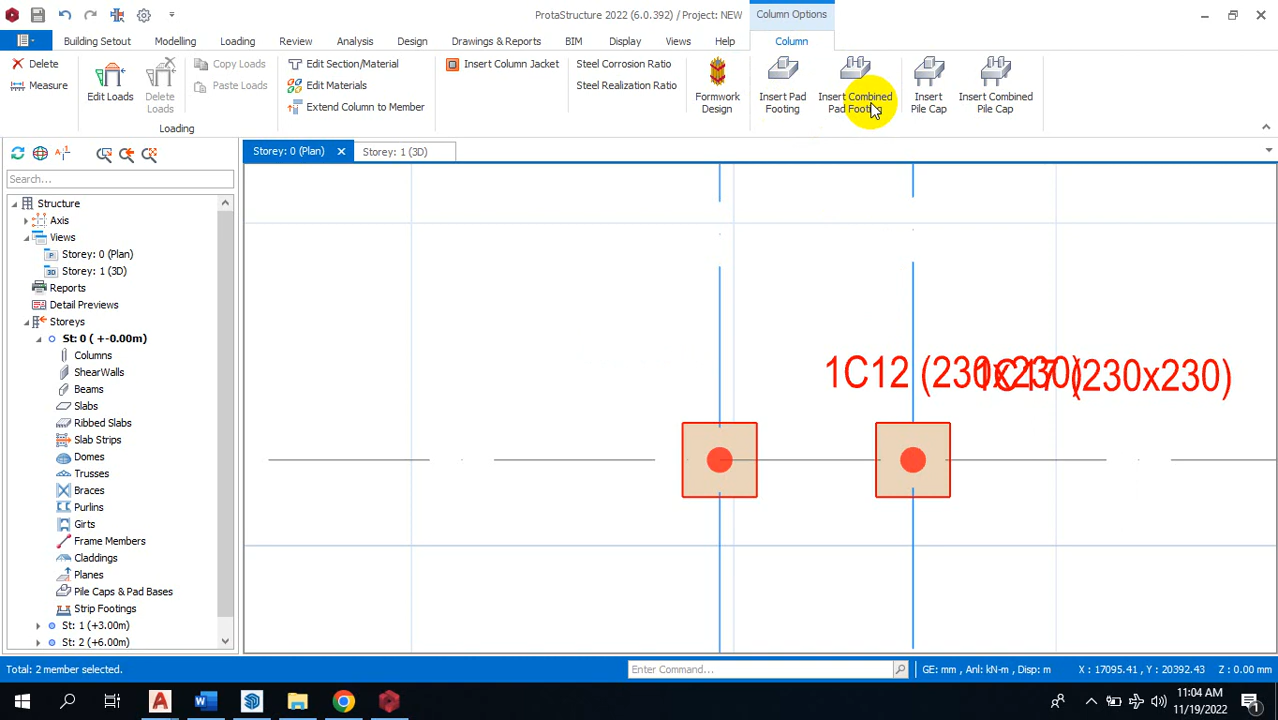 ProtaStructure 2022 (6.0.392) / Project: NEW
Column Options
Building Setout Modelling Loading Review Analysis Design Drawings & Reports BIM Display Views Help Column
Delete
Measure
Edit Loads
Delete Loads
Copy Loads
Paste Loads
Loading
Edit Section/Material
Edit Materials
Extend Column to Member
Insert Column Jacket
Steel Corrosion Ratio
Steel Realization Ratio
Formwork Design
Insert Pad Footing
Insert Combined Pad Footing
Insert Pile Cap
Insert Combined Pile Cap
Storey: 0 (Plan)
Storey: 1 (3D)
Search...
Structure
Axis
Views
Storey: 0 (Plan)
Storey: 1 (3D)
Reports
Detail Previews
Storeys
St: 0 ( +-0.00m)
Columns
ShearWalls
Beams
Slabs
Ribbed Slabs
Slab Strips
Domes
Trusses
Braces
Purlins
Girts
Frame Members
Claddings
Planes
Pile Caps & Pad Bases
Strip Footings
St: 1 (+3.00m)
St: 2 (+6.00m)
1C12 (230x230)
1C17 (230x230)
Total: 2 member selected.
Enter Command...
GE: mm , Anl: kN-m , Disp: m
X : 17095.41 , Y : 20392.43
Z : 0.00 mm
11:04 AM
11/19/2022